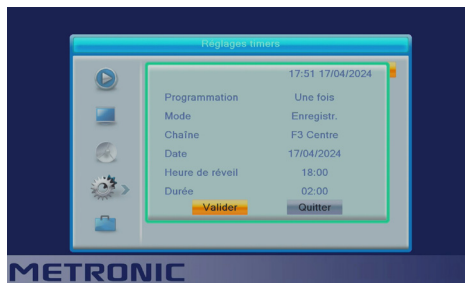 Réglages timers
17:51 17/04/2024
Programmation Une fois
Mode Enregistr.
Chaîne F3 Centre
Date 17/04/2024
Heure de réveil 18:00
Durée 02:00
Valider Quitter
METRONIC